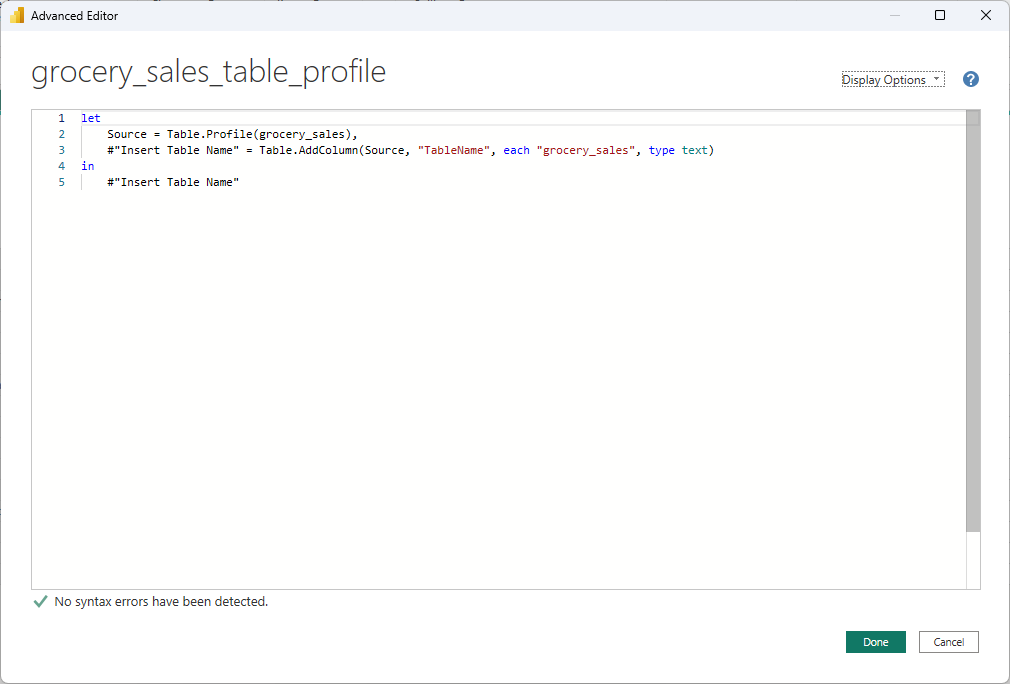 Advanced Editor
grocery_sales_table_profile
Display Options
?
1 let
2     Source = Table.Profile(grocery_sales),
3     #"Insert Table Name" = Table.AddColumn(Source, "TableName", each "grocery_sales", type text)
4 in
5     #"Insert Table Name"
No syntax errors have been detected.
Done Cancel